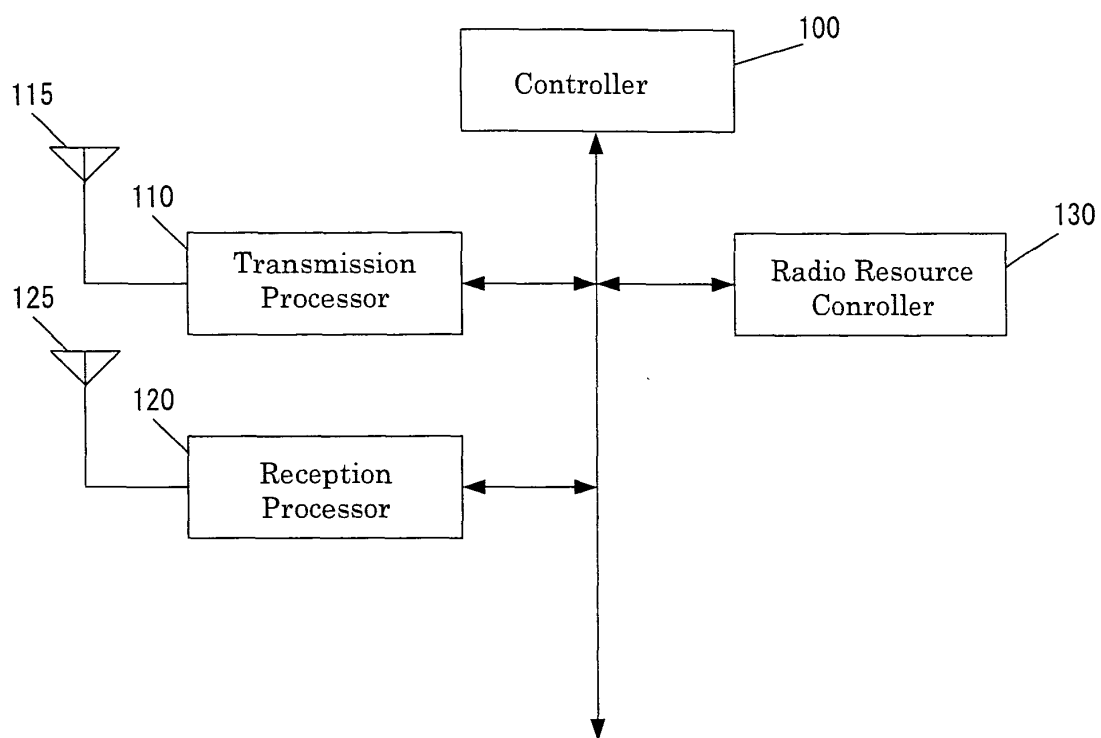 100
Controller
115
110
Transmission
Processor
130
Radio Resource
Conroller
125
120
Reception
Processor